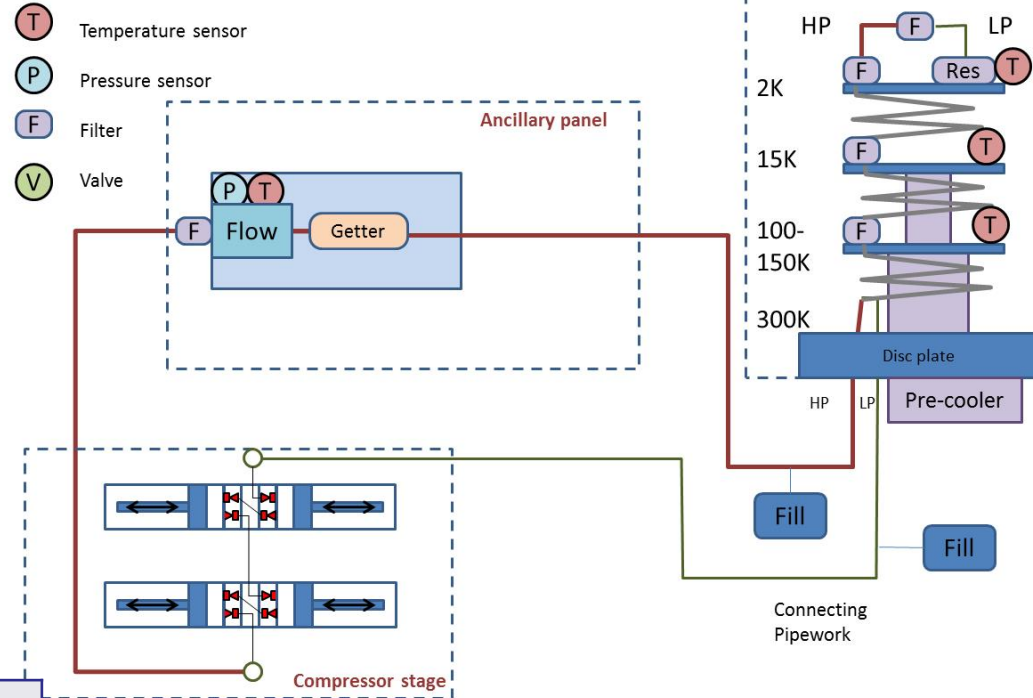 T Temperature sensor
P Pressure sensor
F Filter
V Valve
Ancillary panel
P T
F Flow Getter
HP F LP
F Res T
2K
F T
15K
F T
100-
150K
300K
Disc plate
HP LP Pre-cooler
Fill
Fill
Connecting
Pipework
Compressor stage